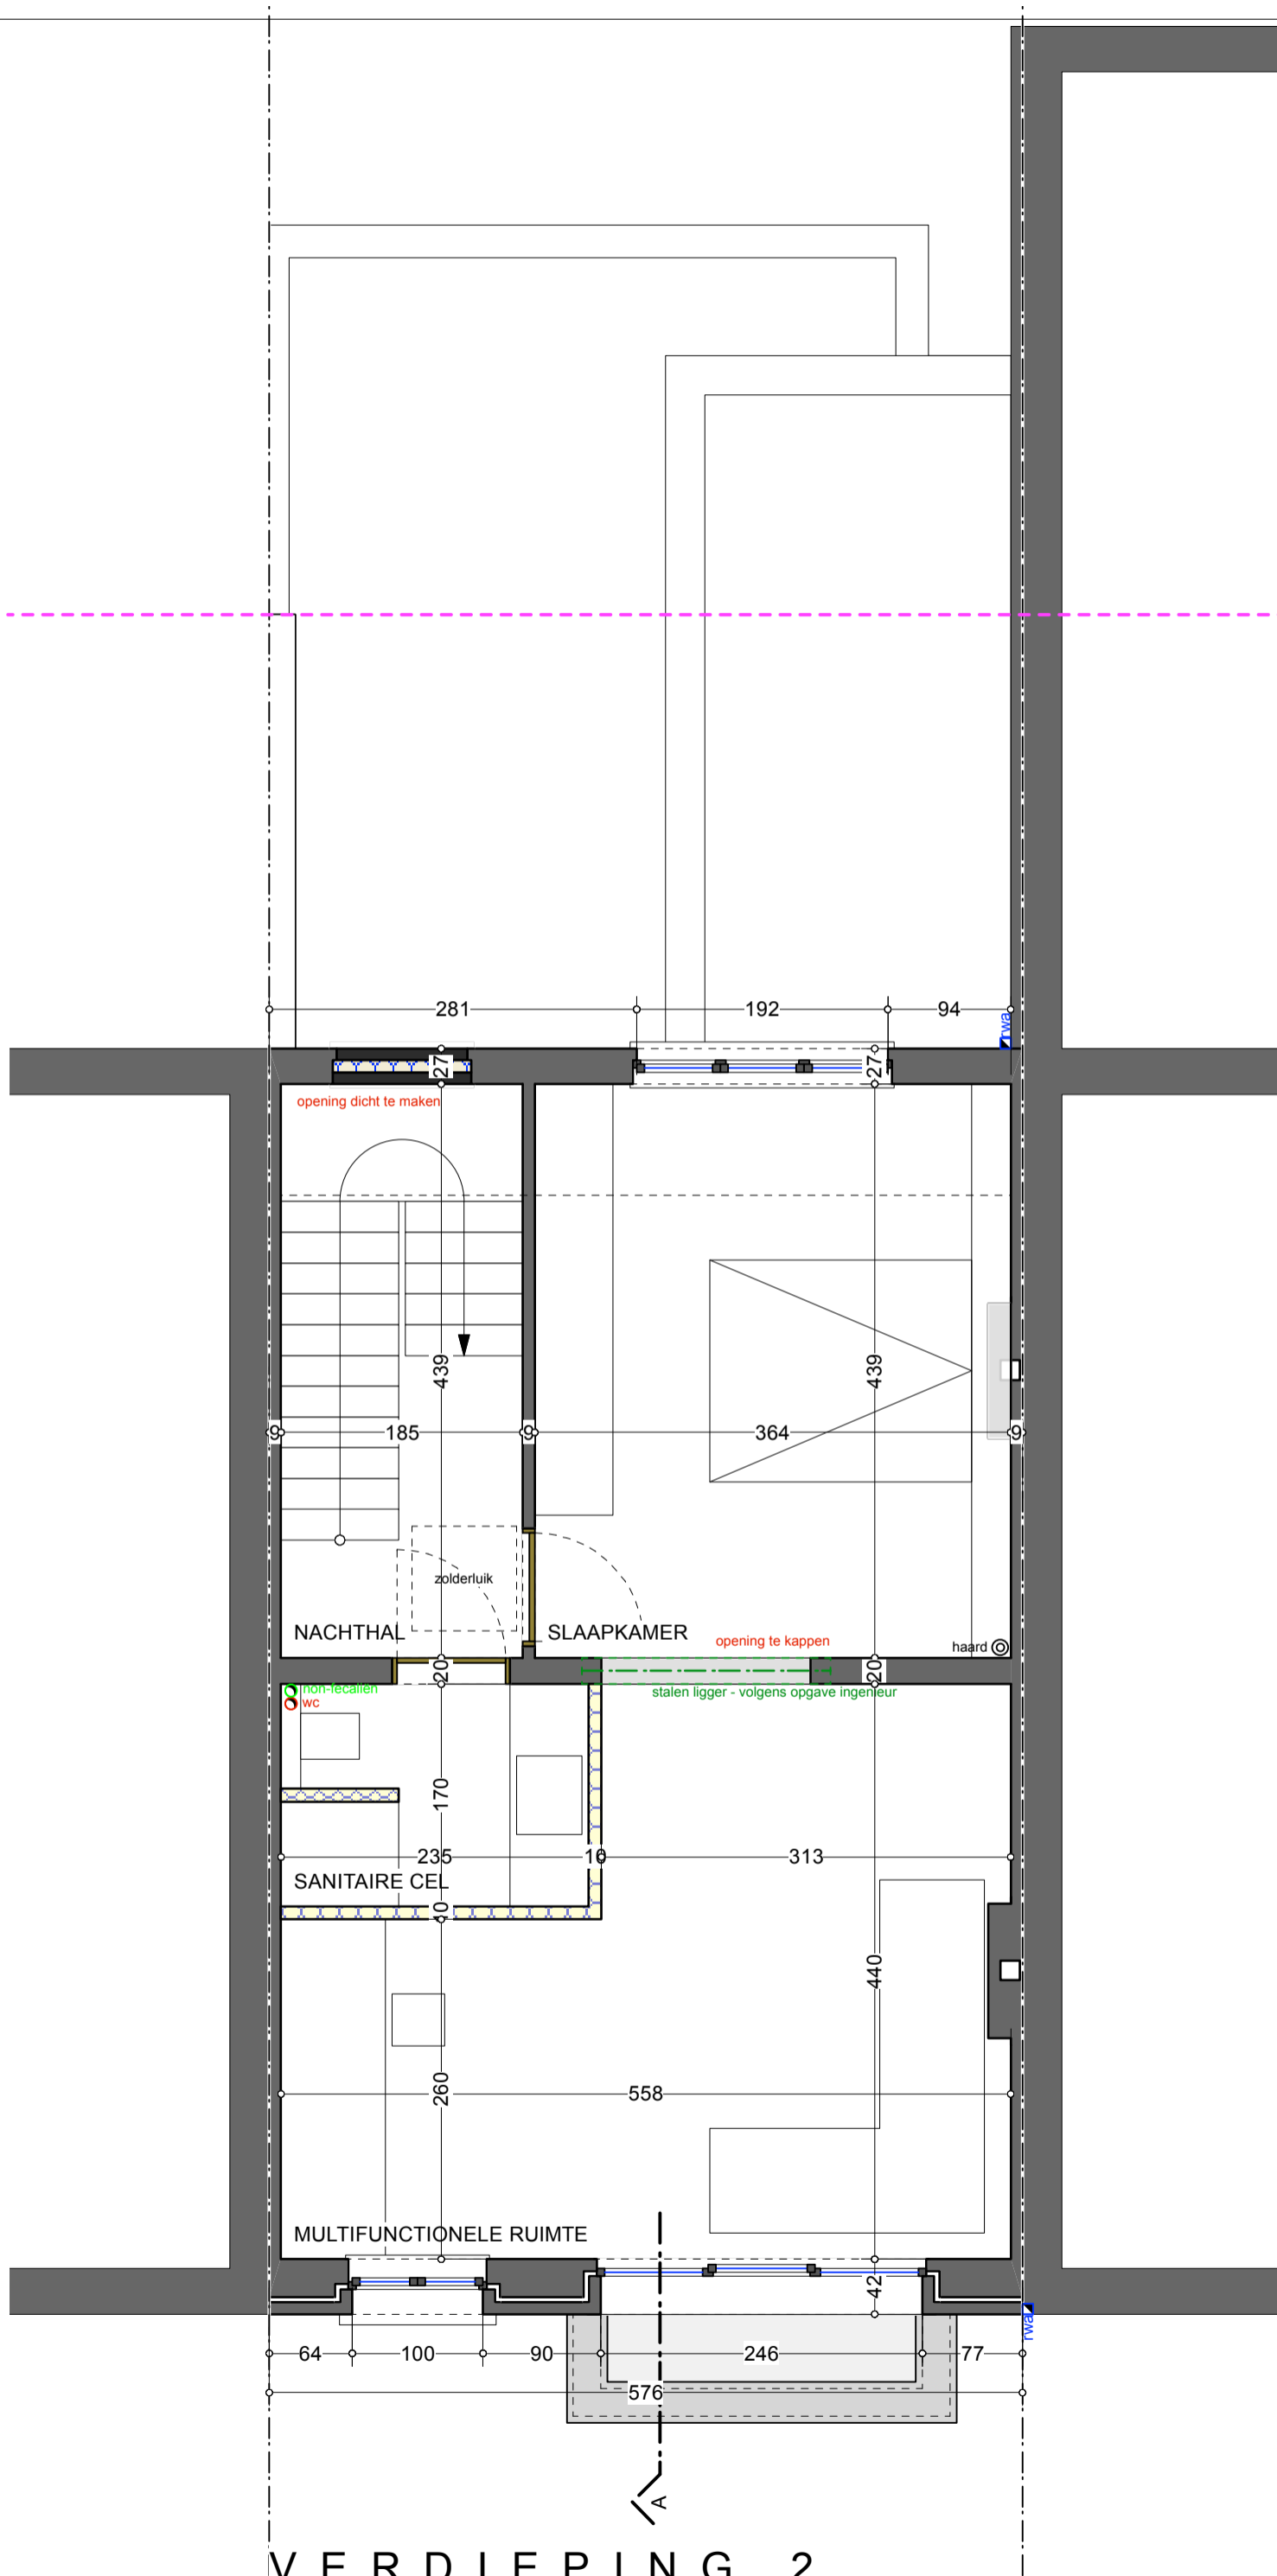 281
192
94
rwa
27
27
opening dicht te maken
439
439
9
185
9
364
9
zolderluik
NACHTHAL
SLAAPKAMER
opening te kappen
haard
20
20
non-fecaliën
wc
stalen ligger - volgens opgave ingenieur
170
235
10
313
SANITAIRE CEL
10
440
260
558
MULTIFUNCTIONELE RUIMTE
42
rwa
64
100
90
246
77
576
A
VERDIEPING 2